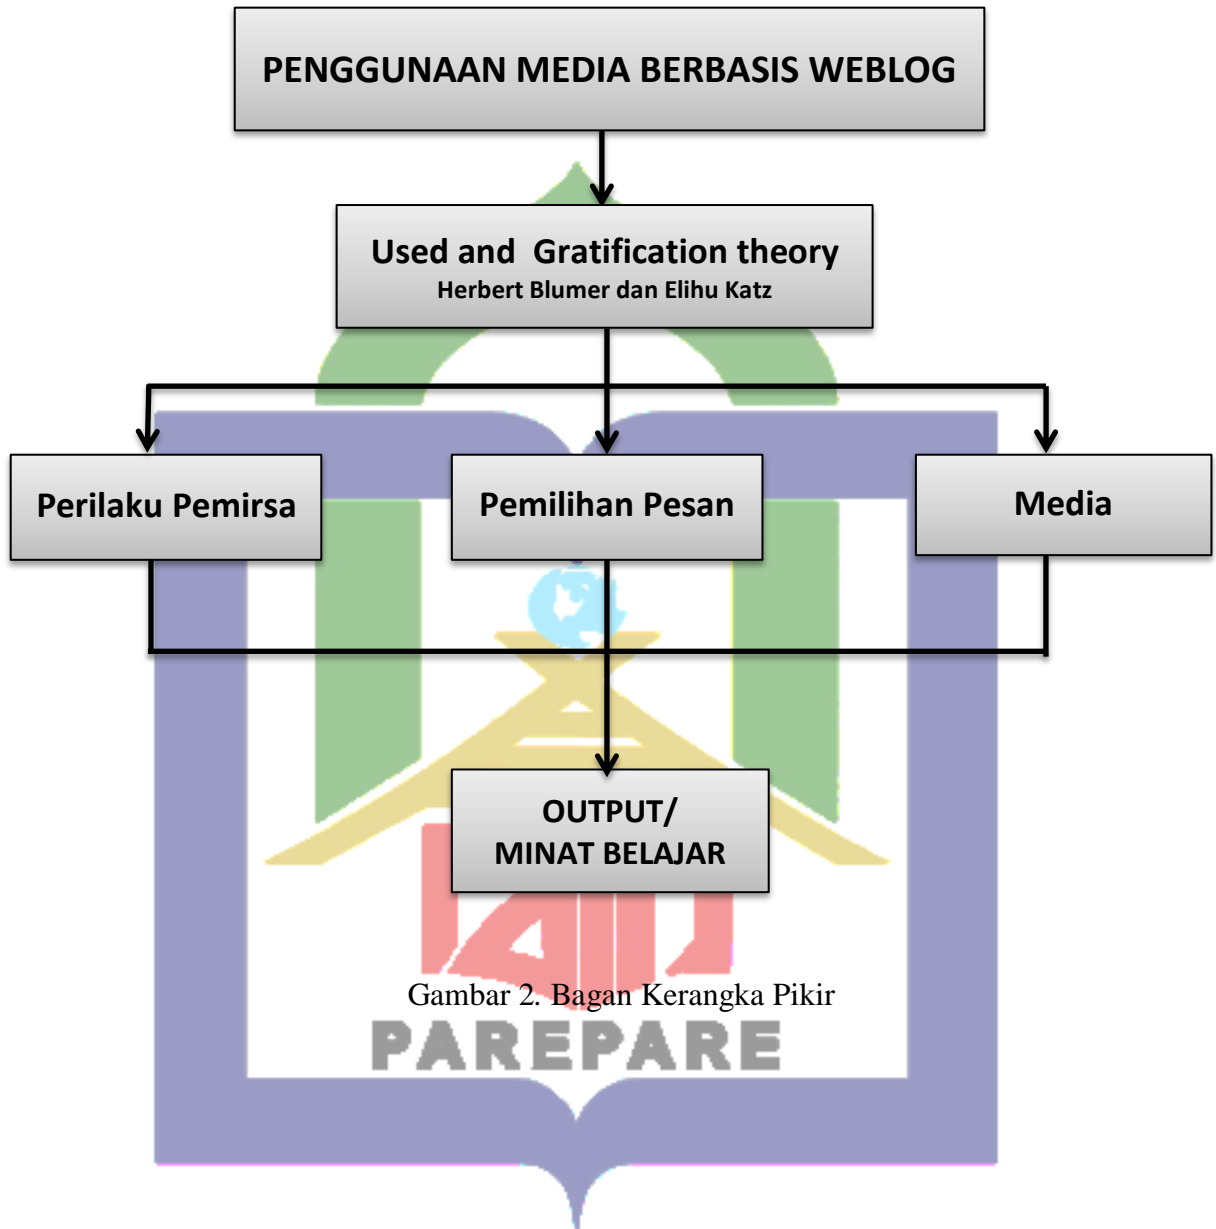 PENGGUNAAN MEDIA BERBASIS WEBLOG
Used and Gratification theory
Herbert Blumer dan Elihu Katz
Perilaku Pemirsa
Pemilihan Pesan
Media
OUTPUT/
MINAT BELAJAR
Gambar 2. Bagan Kerangka Pikir
PAREPARE